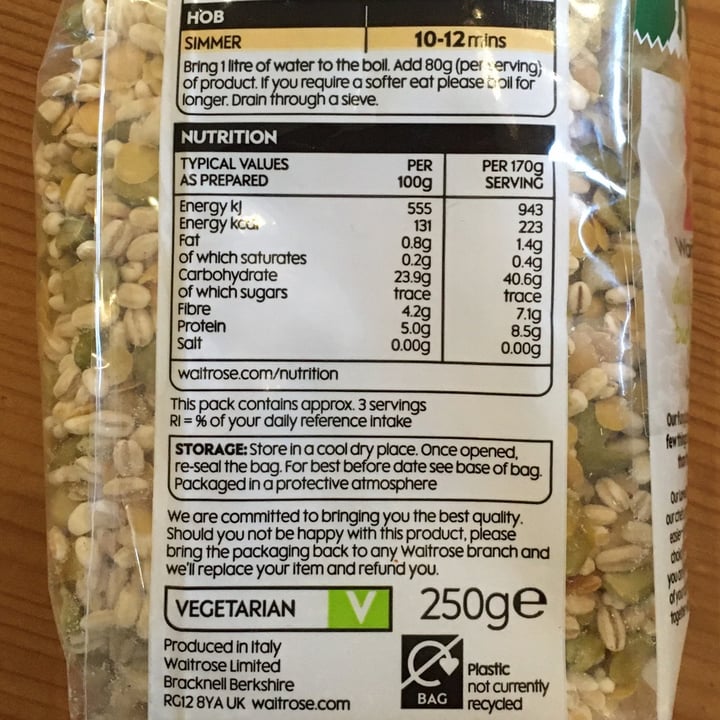 HOB
SIMMER 10-12 mins
Bring 1 litre of water to the boil. Add 80g (per serving)
of product. If you require a softer eat please boil for
longer. Drain through a sieve.
NUTRITION
TYPICAL VALUES PER PER 170g
AS PREPARED 100g SERVING
Energy kJ 555 943
Energy kcal 131 223
Fat 0.8g 1.4g
of which saturates 0.2g 0.4g
Carbohydrate 23.9g 40.6g
of which sugars trace trace
Fibre 4.2g 7.1g
Protein 5.0g 8.5g
Salt 0.00g 0.00g
waitrose.com/nutrition
This pack contains approx. 3 servings
RI = % of your daily reference intake
STORAGE: Store in a cool dry place. Once opened,
re-seal the bag. For best before date see base of bag.
Packaged in a protective atmosphere
We are committed to bringing you the best quality.
Should you not be happy with this product, please
bring the packaging back to any Waitrose branch and
we'll replace your item and refund you.
VEGETARIAN V 250g e
Produced in Italy
Waitrose Limited
Bracknell Berkshire
RG12 8YA UK waitrose.com
BAG
Plastic
not currently
recycled